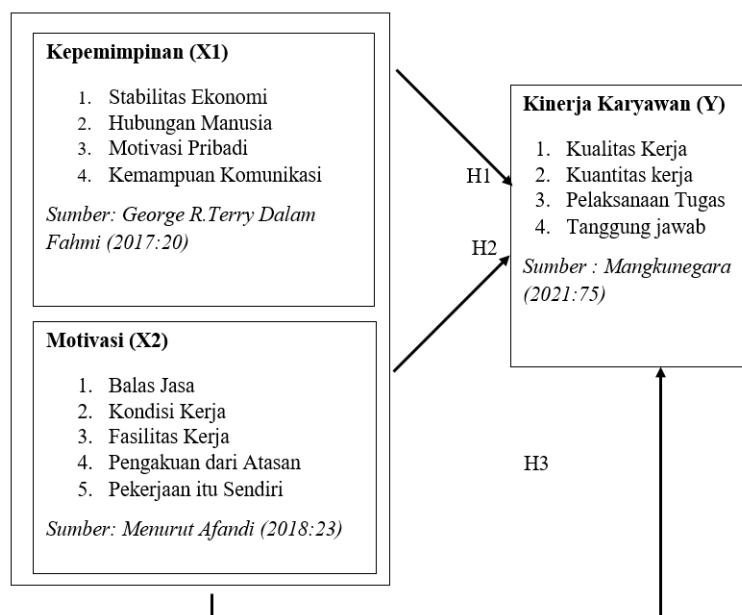 Kepemimpinan (X1)
1. Stabilitas Ekonomi
2. Hubungan Manusia
3. Motivasi Pribadi
4. Kemampuan Komunikasi
Sumber: George R.Terry Dalam
Fahmi (2017:20)
Motivasi (X2)
1. Balas Jasa
2. Kondisi Kerja
3. Fasilitas Kerja
4. Pengakuan dari Atasan
5. Pekerjaan itu Sendiri
Sumber: Menurut Afandi (2018:23)
H1
H2
H3
Kinerja Karyawan (Y)
1. Kualitas Kerja
2. Kuantitas kerja
3. Pelaksanaan Tugas
4. Tanggung jawab
Sumber : Mangkunegara
(2021:75)